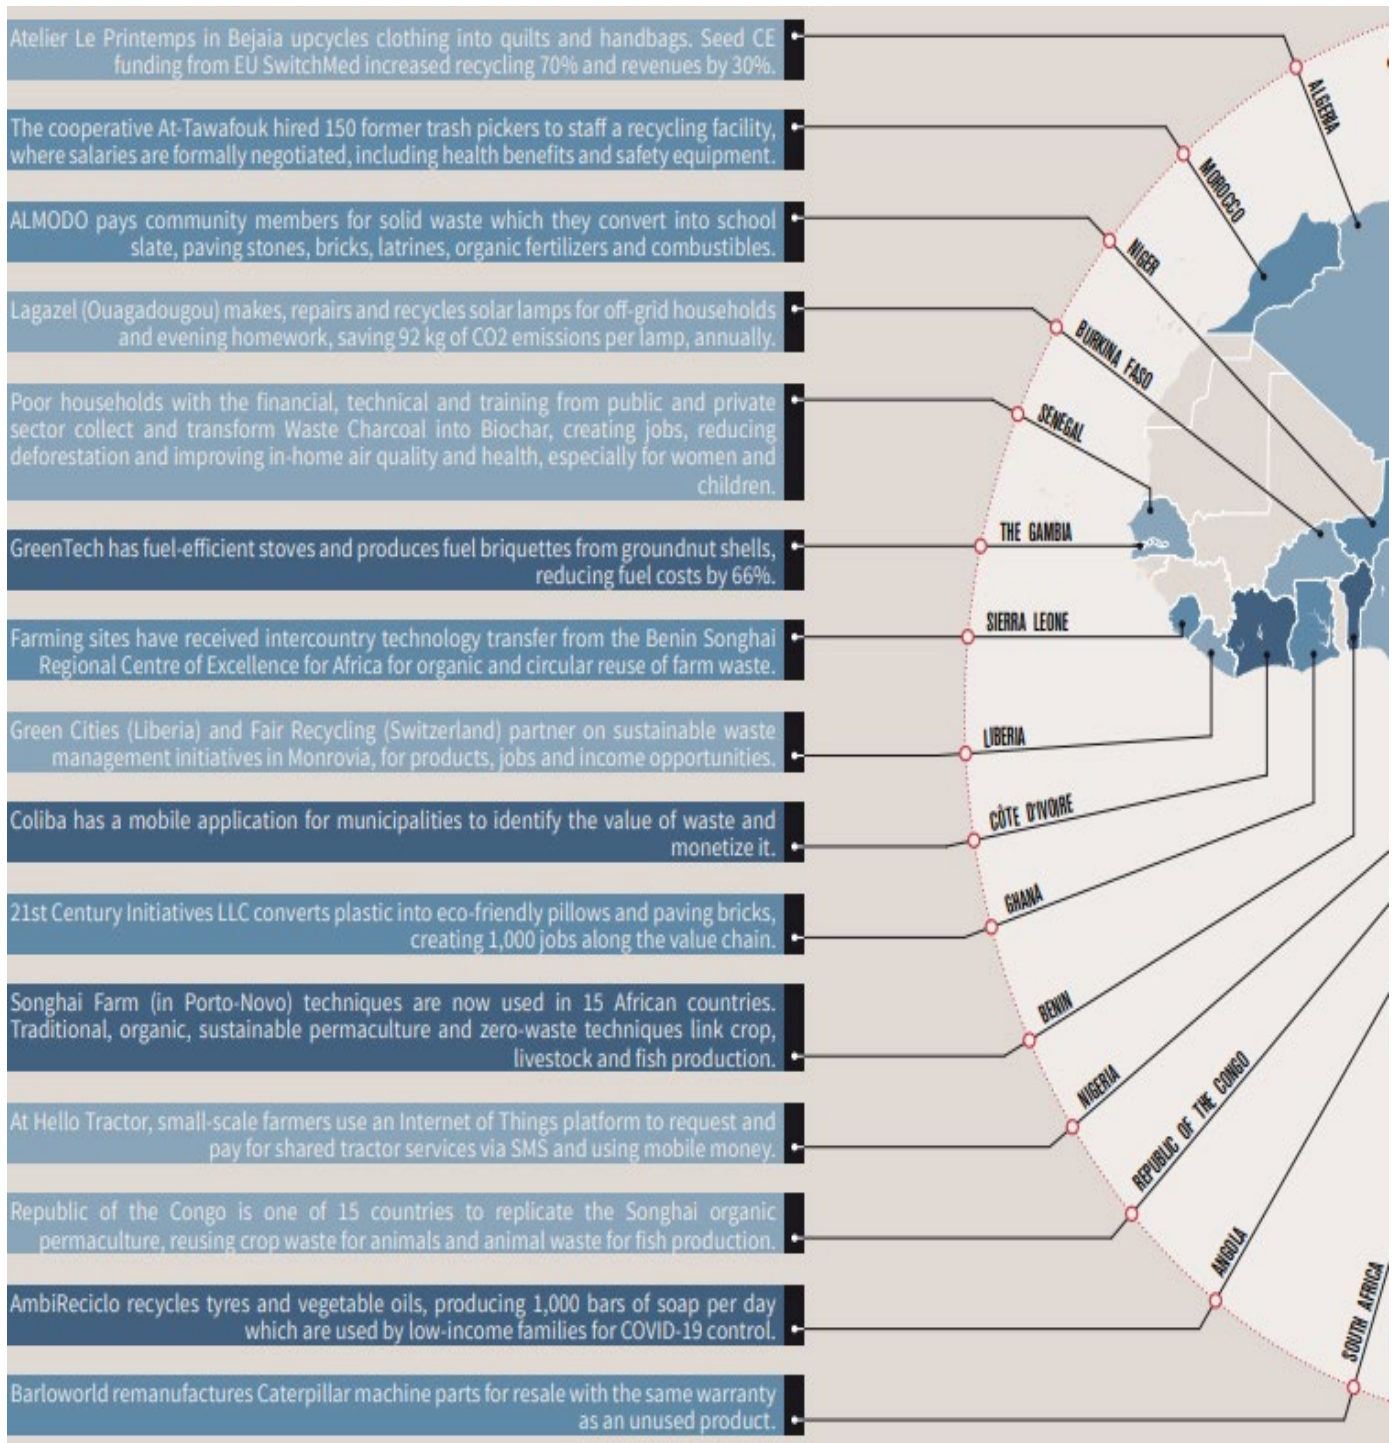 Atelier Le Printemps in Bejaia upcycles clothing into quilts and handbags. Seed CE
funding from EU SwitchMed increased recycling 70% and revenues by 30%.
The cooperative At-Tawafouk hired 150 former trash pickers to staff a recycling facility,
where salaries are formally negotiated, including health benefits and safety equipment.
ALMODO pays community members for solid waste which they convert into school
slate, paving stones, bricks, latrines, organic fertilizers and combustibles.
Lagazel (Ouagadougou) makes, repairs and recycles solar lamps for off-grid households
and evening homework, saving 92 kg of CO2 emissions per lamp, annually.
Poor households with the financial, technical and training from public and private
sector collect and transform Waste Charcoal into Biochar, creating jobs, reducing
deforestation and improving in-home air quality and health, especially for women and
children.
GreenTech has fuel-efficient stoves and produces fuel briquettes from groundnut shells,
reducing fuel costs by 66%.
Farming sites have received intercountry technology transfer from the Benin Songhai
Regional Centre of Excellence for Africa for organic and circular reuse of farm waste.
Green Cities (Liberia) and Fair Recycling (Switzerland) partner on sustainable waste
management initiatives in Monrovia, for products, jobs and income opportunities.
Coliba has a mobile application for municipalities to identify the value of waste and
monetize it.
21st Century Initiatives LLC converts plastic into eco-friendly pillows and paving bricks,
creating 1,000 jobs along the value chain.
Songhai Farm (in Porto-Novo) techniques are now used in 15 African countries.
Traditional, organic, sustainable permaculture and zero-waste techniques link crop,
livestock and fish production.
At Hello Tractor, small-scale farmers use an Internet of Things platform to request and
pay for shared tractor services via SMS and using mobile money.
Republic of the Congo is one of 15 countries to replicate the Songhai organic
permaculture, reusing crop waste for animals and animal waste for fish production.
AmbiReciclo recycles tyres and vegetable oils, producing 1,000 bars of soap per day
which are used by low-income families for COVID-19 control.
Barloworld remanufactures Caterpillar machine parts for resale with the same warranty
as an unused product.
ALGERIA
MOROCCO
NIGER
BURKINA FASO
SENEGAL
THE GAMBIA
SIERRA LEONE
LIBERIA
CÔTE D'IVOIRE
GHANA
BENIN
NIGERIA
REPUBLIC OF THE CONGO
ANGOLA
SOUTH AFRICA